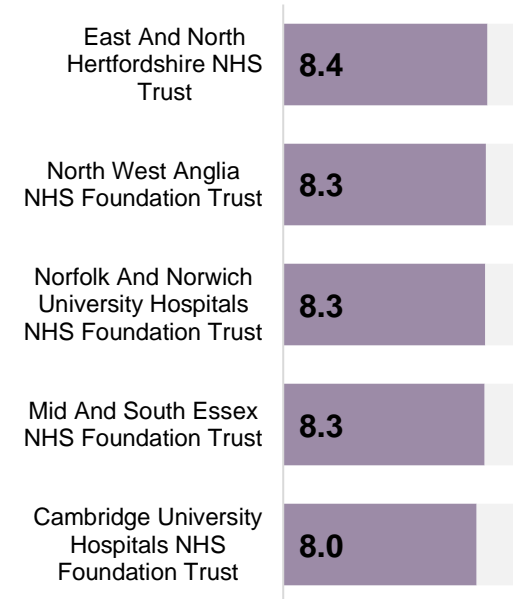 East And North
Hertfordshire NHS
Trust
8.4
North West Anglia
NHS Foundation Trust
8.3
Norfolk And Norwich
University Hospitals
NHS Foundation Trust
8.3
Mid And South Essex
NHS Foundation Trust
8.3
Cambridge University
Hospitals NHS
Foundation Trust
8.0